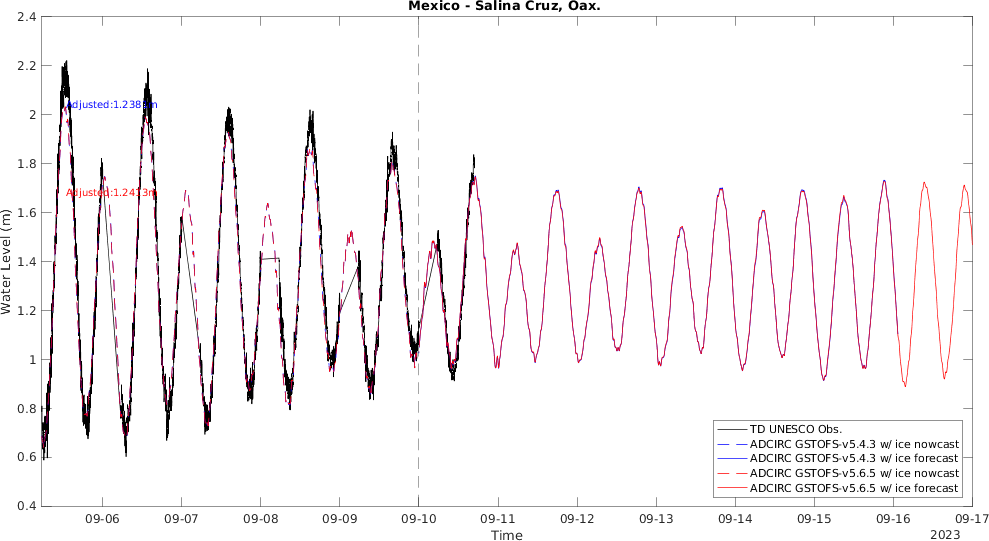 Mexico - Salina Cruz, Oax.
2.4
2.2
2
1.8
1.6
1.4
1.2
1
0.8
0.6
0.4
Water Level (m)
Adjusted:1.2413m
TD UNESCO Obs.
ADCIRC GSTOFS-v5.4.3 w/ ice nowcast
ADCIRC GSTOFS-v5.4.3 w/ ice forecast
ADCIRC GSTOFS-v5.6.5 w/ ice nowcast
ADCIRC GSTOFS-v5.6.5 w/ ice forecast
09-06 09-07 09-08 09-09 09-10 09-11 09-12 09-13 09-14 09-15 09-16 09-17
Time
2023